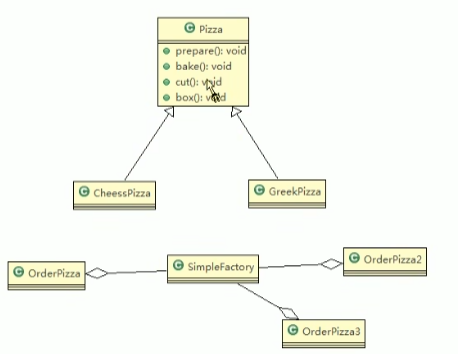 C Pizza
prepare(): void
bake(): void
cut(): void
box(): void
C CheessPizza
C GreekPizza
C OrderPizza
C SimpleFactory
C OrderPizza2
C OrderPizza3